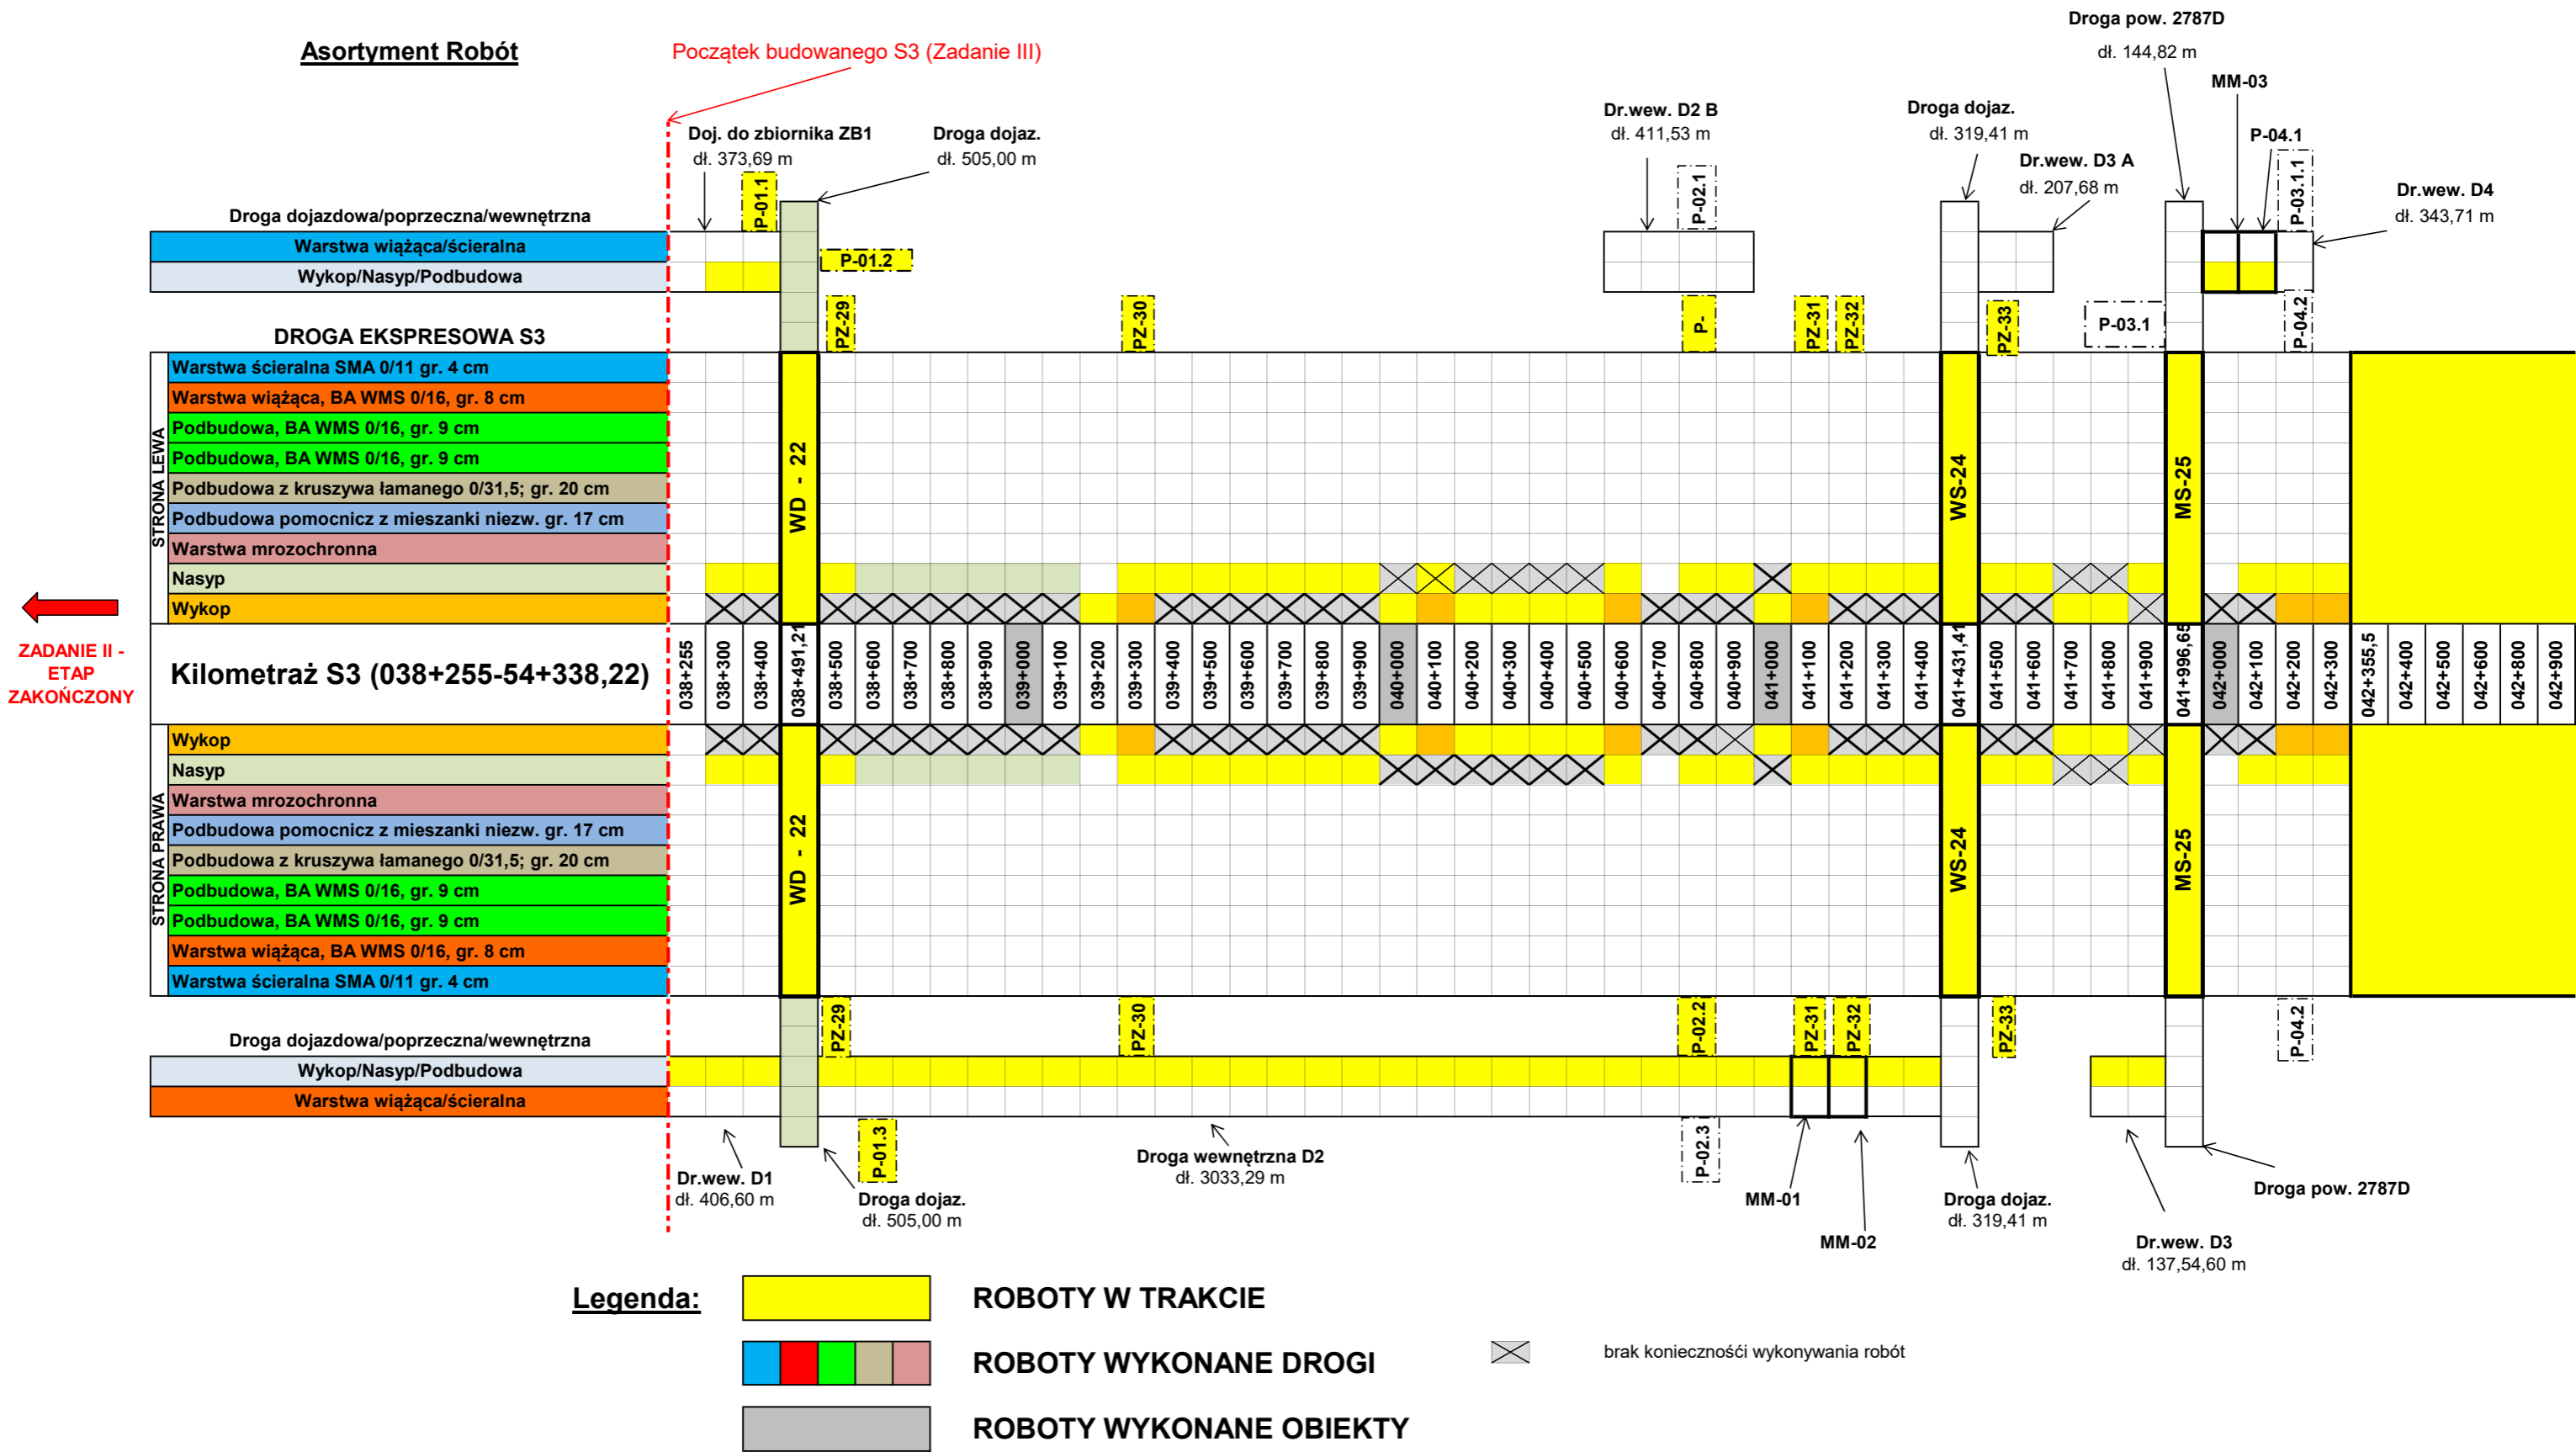 Asortyment Robót
Początek budowanego S3 (Zadanie III)
Droga pow. 2787D
dł. 144,82 m
MM-03
P-04.1
Doj. do zbiornika ZB1
dł. 373,69 m
Droga dojaz.
dł. 505,00 m
Dr.wew. D2 B
dł. 411,53 m
Droga dojaz.
dł. 319,41 m
Dr.wew. D3 A
dł. 207,68 m
Dr.wew. D4
dł. 343,71 m
P-01.1
P-02.1
P-03.1.1
Droga dojazdowa/poprzeczna/wewnętrzna
Warstwa wiążąca/ścieralna
Wykop/Nasyp/Podbudowa
P-01.2
PZ-29
PZ-30
P-
PZ-31
PZ-32
PZ-33
P-03.1
P-04.2
DROGA EKSPRESOWA S3
STRONA LEWA
Warstwa ścieralna SMA 0/11 gr. 4 cm
Warstwa wiążąca, BA WMS 0/16, gr. 8 cm
Podbudowa, BA WMS 0/16, gr. 9 cm
Podbudowa, BA WMS 0/16, gr. 9 cm
Podbudowa z kruszywa łamanego 0/31,5; gr. 20 cm
Podbudowa pomocnicz z mieszanki niezw. gr. 17 cm
Warstwa mrozochronna
Nasyp
Wykop
WD - 22
WS-24
MS-25
ZADANIE II -
ETAP
ZAKOŃCZONY
Kilometraż S3 (038+255-54+338,22)
038+255
038+300
038+400
038+491,21
038+500
038+600
038+700
038+800
038+900
039+000
039+100
039+200
039+300
039+400
039+500
039+600
039+700
039+800
039+900
040+000
040+100
040+200
040+300
040+400
040+500
040+600
040+700
040+800
040+900
041+000
041+100
041+200
041+300
041+400
041+431,41
041+500
041+600
041+700
041+800
041+900
041+996,65
042+000
042+100
042+200
042+300
042+355,5
042+400
042+500
042+600
042+800
042+900
STRONA PRAWA
Wykop
Nasyp
Warstwa mrozochronna
Podbudowa pomocnicz z mieszanki niezw. gr. 17 cm
Podbudowa z kruszywa łamanego 0/31,5; gr. 20 cm
Podbudowa, BA WMS 0/16, gr. 9 cm
Podbudowa, BA WMS 0/16, gr. 9 cm
Warstwa wiążąca, BA WMS 0/16, gr. 8 cm
Warstwa ścieralna SMA 0/11 gr. 4 cm
WD - 22
WS-24
MS-25
PZ-29
PZ-30
P-02.2
PZ-31
PZ-32
PZ-33
P-04.2
Droga dojazdowa/poprzeczna/wewnętrzna
Wykop/Nasyp/Podbudowa
Warstwa wiążąca/ścieralna
P-01.3
P-02.3
Dr.wew. D1
dł. 406,60 m
Droga dojaz.
dł. 505,00 m
Droga wewnętrzna D2
dł. 3033,29 m
MM-01
MM-02
Droga dojaz.
dł. 319,41 m
Droga pow. 2787D
Dr.wew. D3
dł. 137,54,60 m
Legenda:
ROBOTY W TRAKCIE
ROBOTY WYKONANE DROGI
brak koniecznośći wykonywania robót
ROBOTY WYKONANE OBIEKTY